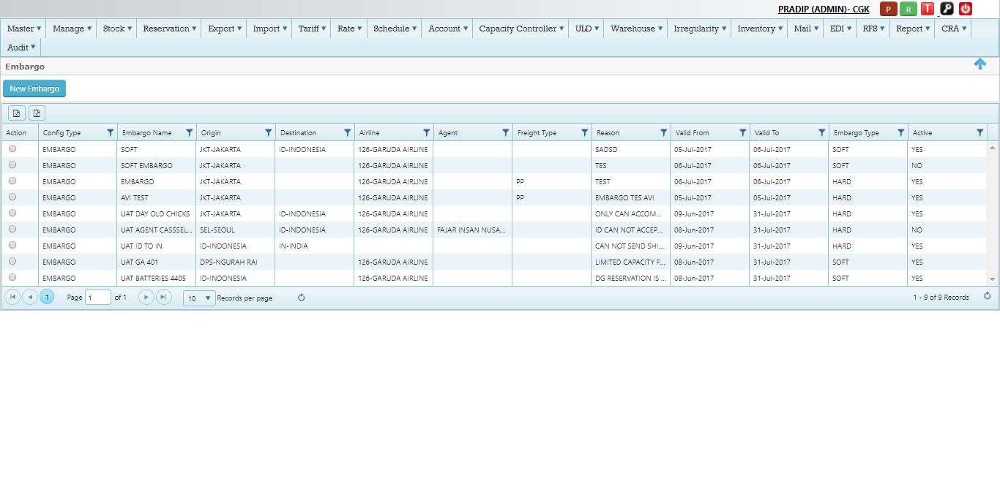 PRADIP (ADMIN)- CGK P R T
Master Manage Stock Reservation Export Import Tariff Rate Schedule Account Capacity Controller ULD Warehouse Irregularity Inventory Mail EDI RFS Report CRA
Audit
Embargo
New Embargo
Action Config Type Embargo Name Origin Destination Airline Agent Freight Type Reason Valid From Valid To Embargo Type Active
EMBARGO SOFT JKT-JAKARTA ID-INDONESIA 126-GARUDA AIRLINE SADSD 05-Jul-2017 06-Jul-2017 SOFT YES
EMBARGO SOFT EMBARGO JKT-JAKARTA 126-GARUDA AIRLINE TES 06-Jul-2017 06-Jul-2017 SOFT NO
EMBARGO EMBARGO JKT-JAKARTA 126-GARUDA AIRLINE PP TEST 06-Jul-2017 06-Jul-2017 HARD YES
EMBARGO AVI TEST JKT-JAKARTA 126-GARUDA AIRLINE PP EMBARGO TES AVI 05-Jul-2017 05-Jul-2017 HARD YES
EMBARGO UAT DAY OLD CHICKS JKT-JAKARTA ID-INDONESIA 126-GARUDA AIRLINE ONLY CAN ACCOM... 09-Jun-2017 31-Jul-2017 HARD YES
EMBARGO UAT AGENT CASSSEL... SEL-SEOUL ID-INDONESIA 126-GARUDA AIRLINE FAJAR INSAN NUSA... ID CAN NOT ACCEP... 08-Jun-2017 31-Jul-2017 HARD NO
EMBARGO UAT ID TO IN ID-INDONESIA IN-INDIA CAN NOT SEND SHI... 09-Jun-2017 31-Jul-2017 HARD YES
EMBARGO UAT GA 401 DPS-NGURAH RAI 126-GARUDA AIRLINE LIMITED CAPACITY F... 08-Jun-2017 31-Jul-2017 SOFT YES
EMBARGO UAT BATTERIES 4405 ID-INDONESIA 126-GARUDA AIRLINE DG RESERVATION IS ... 08-Jun-2017 31-Jul-2017 SOFT YES
1 Page 1 of 1 10 Records per page 1 - 9 of 9 Records